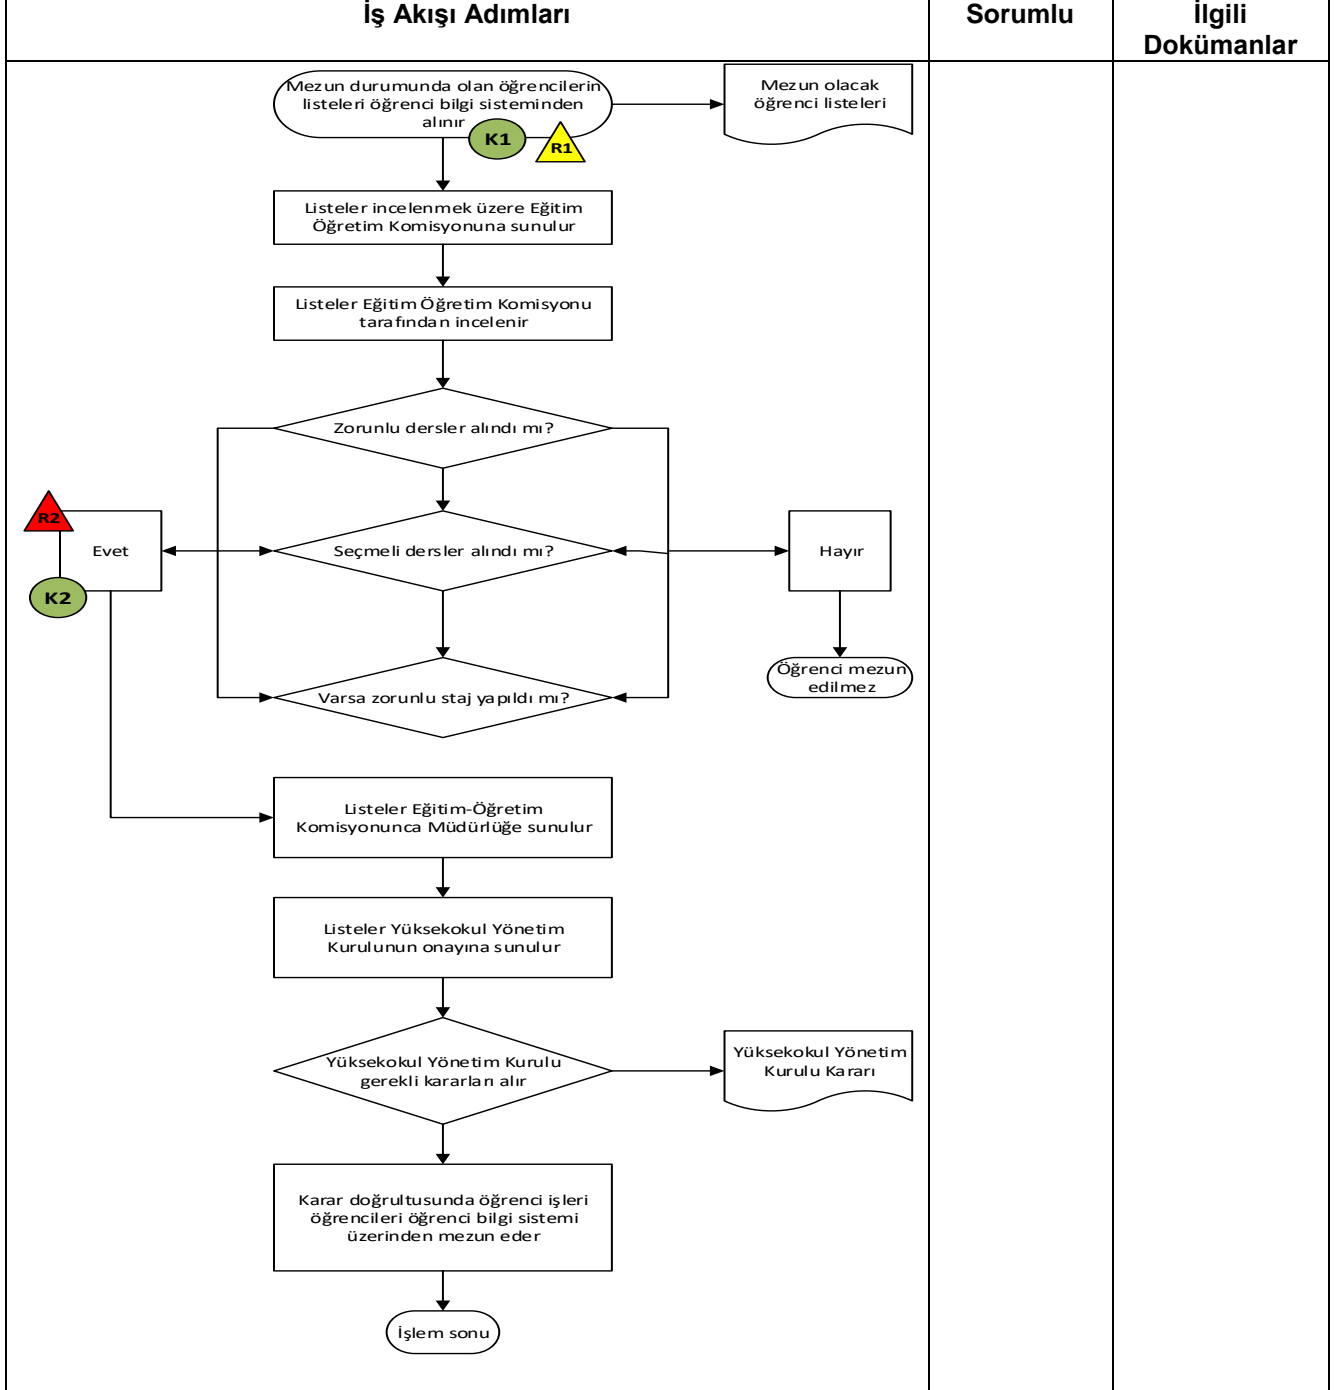 İş Akışı Adımları
Sorumlu
İlgili
Dokümanlar
Mezun durumunda olan öğrencilerin
listeleri öğrenci bilgi sisteminden
alınır
K1
R1
Mezun olacak
öğrenci listeleri
Listeler incelenmek üzere Eğitim
Öğretim Komisyonuna sunulur
Listeler Eğitim Öğretim Komisyonu
tarafından incelenir
Zorunlu dersler alındı mı?
R2
Evet
K2
Seçmeli dersler alındı mı?
Hayır
Öğrenci mezun
edilmez
Varsa zorunlu staj yapıldı mı?
Listeler Eğitim-Öğretim
Komisyonunca Müdürlüğe sunulur
Listeler Yüksekokul Yönetim
Kurulunun onayına sunulur
Yüksekokul Yönetim Kurulu
gerekli kararları alır
Yüksekokul Yönetim
Kurulu Kararı
Karar doğrultusunda öğrenci işleri
öğrencileri öğrenci bilgi sistemi
üzerinden mezun eder
İşlem sonu